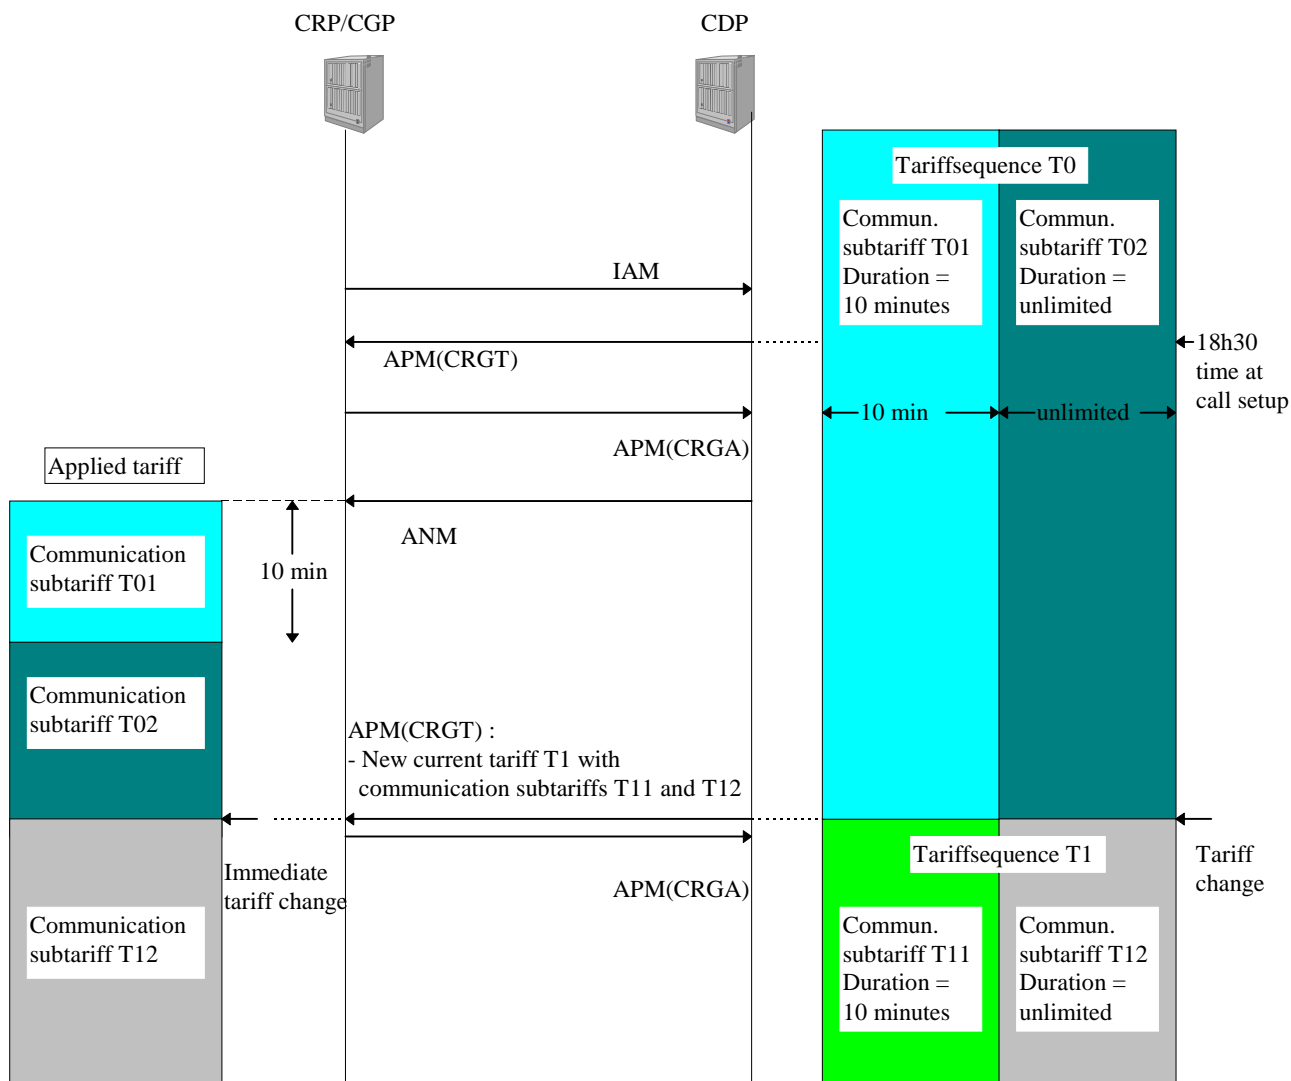 CRP/CGP
CDP
Tariffsequence T0
Commun.
subtariff T01
Duration =
10 minutes
Commun.
subtariff T02
Duration =
unlimited
IAM
APM(CRGT)
18h30
time at
call setup
10 min
unlimited
APM(CRGA)
Applied tariff
ANM
Communication
subtariff T01
10 min
Communication
subtariff T02
APM(CRGT) :
- New current tariff T1 with
communication subtariffs T11 and T12
Tariffsequence T1
Tariff
change
Immediate
tariff change
APM(CRGA)
Communication
subtariff T12
Commun.
subtariff T11
Duration =
10 minutes
Commun.
subtariff T12
Duration =
unlimited